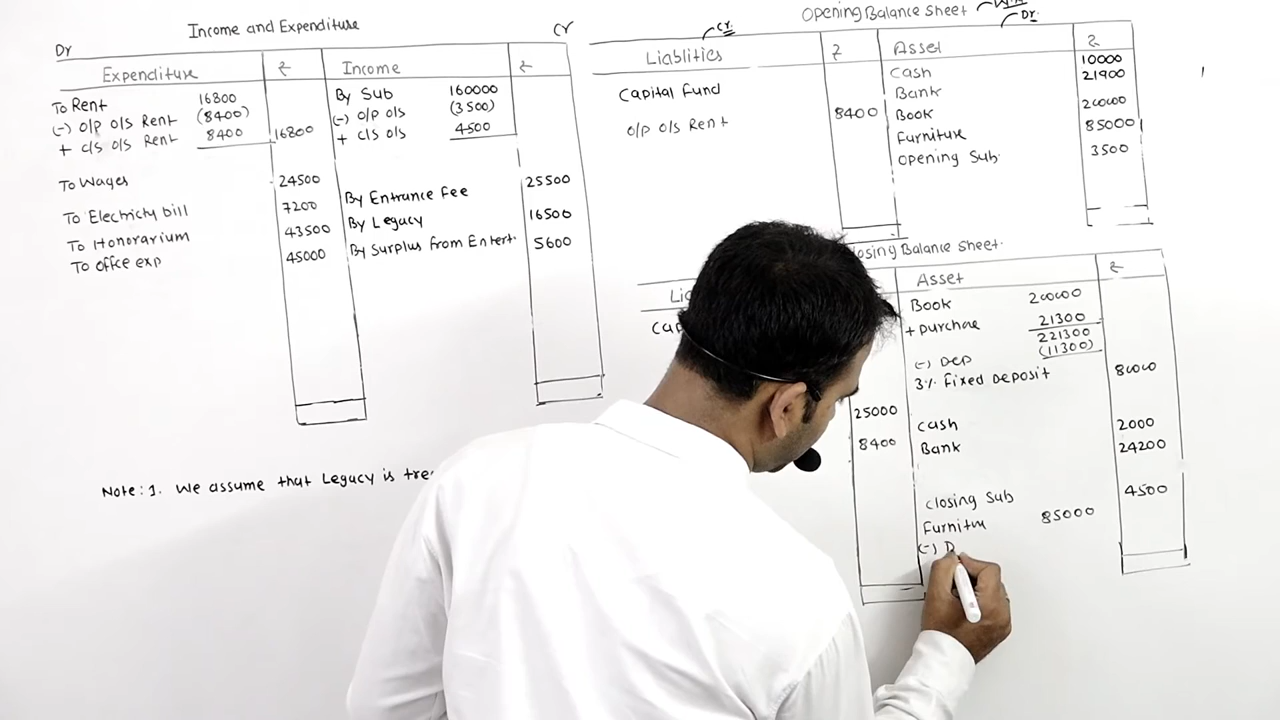 Income and Expenditure
Dr
Cr
Expenditure ₹ Income ₹
To Rent 16800
(-) o/p o/s Rent (8400)
+ c/s o/s Rent 8400 16800
To Wages 24500
To Electricity bill 7200
To Honorarium 43500
To office exp 45000
By Sub 160000
(-) o/p o/s (3500)
+ c/s o/s 4500
By Entrance Fee 25500
By Legacy 16500
By Surplus from Entert. 5600
Note: 1. We assume that Legacy is
Opening Balance Sheet
Cr.
Dr.
Liablities ₹ Asset ₹
Capital Fund
o/p o/s Rent 8400
Cash 10000
Bank 21900
Book 200000
Furniture 85000
Opening Sub. 3500
losing Balance Sheet.
Asset ₹
Book 200000
+ purchae 21300
221300
(-) Dep (11300)
3% Fixed Deposit 80000
25000
8400
Cash 2000
Bank 24200
closing Sub 4500
Furnitur 85000
(-) D